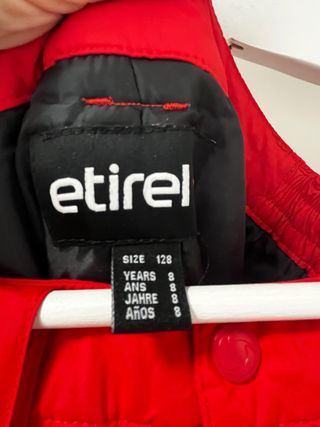 etirel
SIZE 128
YEARS 8
ANS 8
JAHRE 8
AÑOS 8